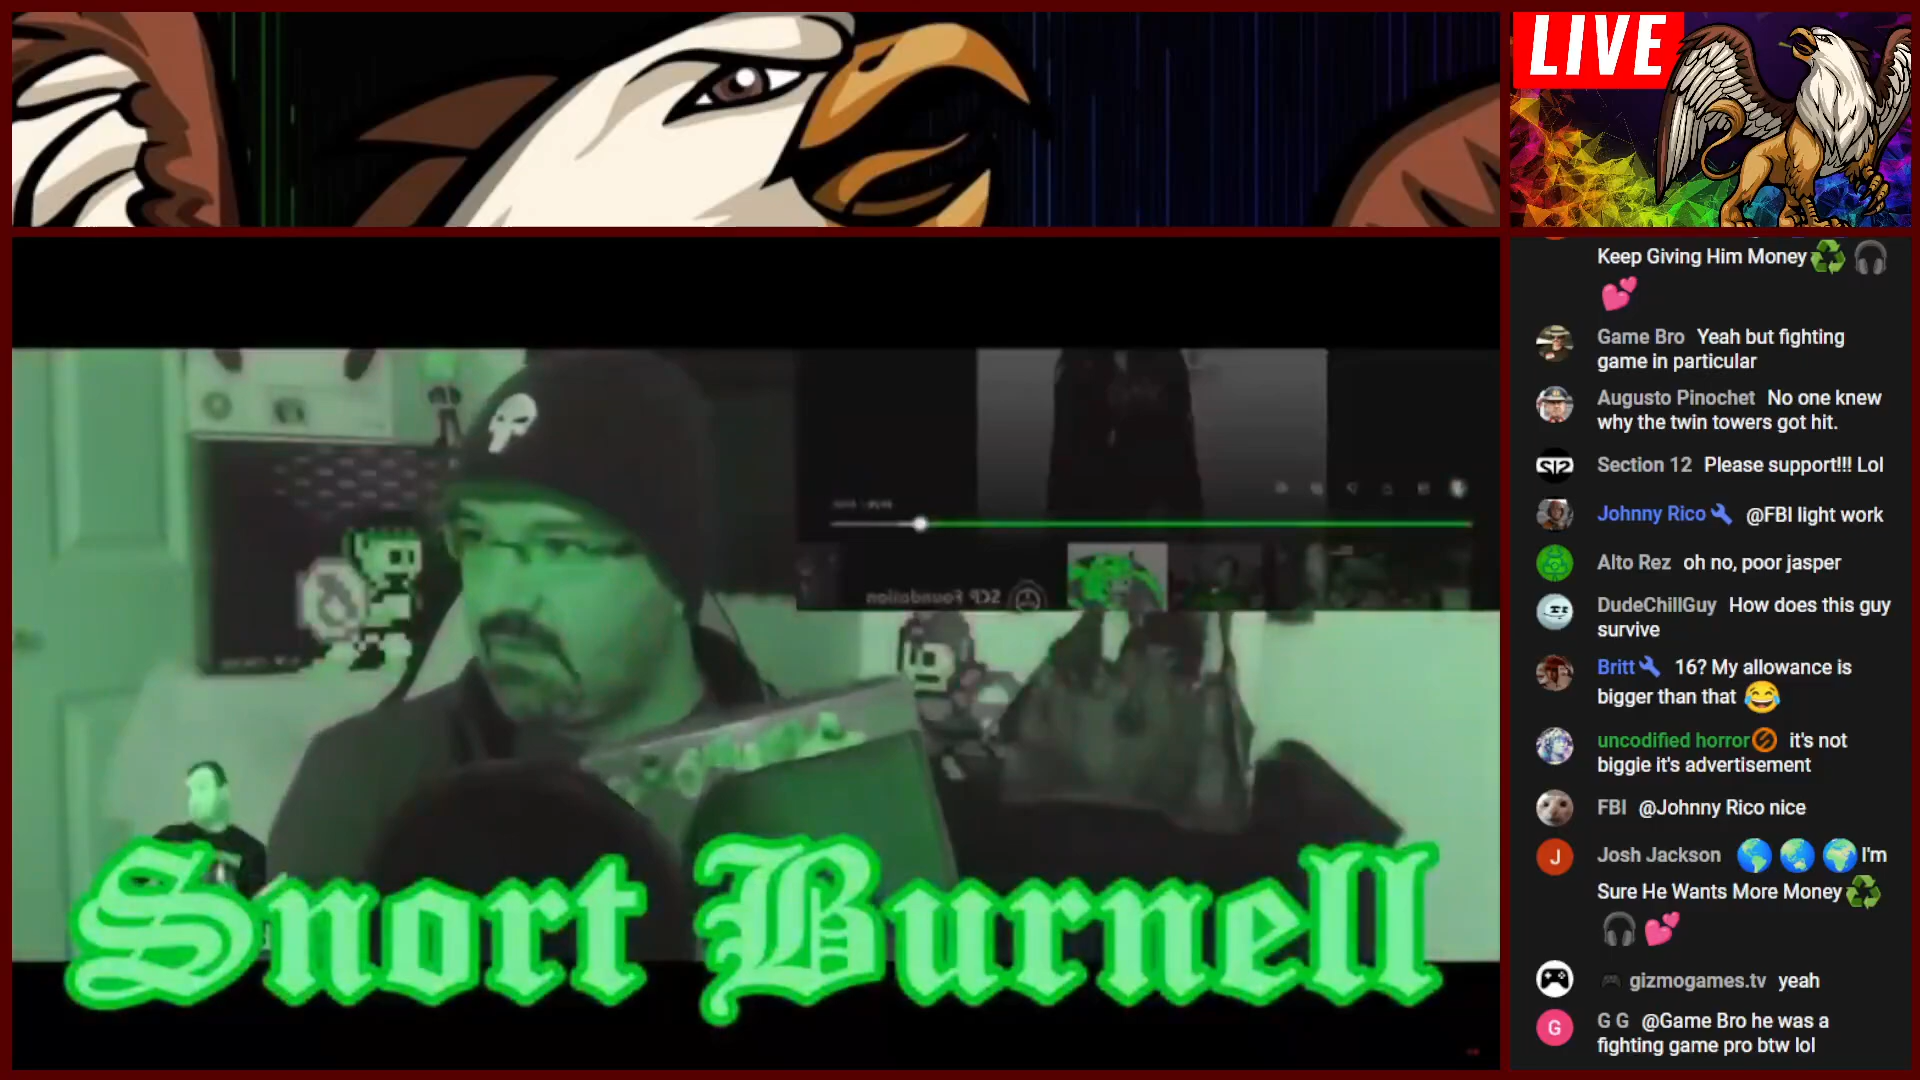 LIVE
Keep Giving Him Money
Game Bro Yeah but fighting
game in particular
Augusto Pinochet No one knew
why the twin towers got hit.
Section 12 Please support!!! Lol
Johnny Rico @FBI light work
Alto Rez oh no, poor jasper
DudeChillGuy How does this guy
survive
Britt 16? My allowance is
bigger than that
uncodified horror it's not
biggie it's advertisement
FBI @Johnny Rico nice
J
Josh Jackson I'm
Sure He Wants More Money
gizmogames.tv yeah
G
G G @Game Bro he was a
fighting game pro btw lol
SCP Foundation
Snort Burnell